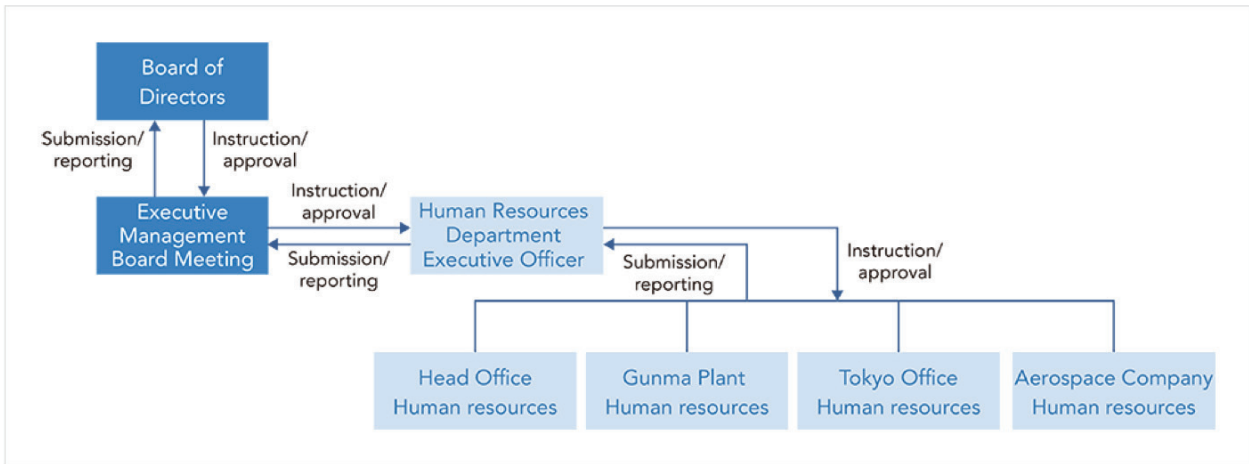 Board of
Directors
Submission/
reporting
Instruction/
approval
Executive
Management
Board Meeting
Instruction/
approval
Submission/
reporting
Human Resources
Department
Executive Officer
Submission/
reporting
Instruction/
approval
Head Office
Human resources
Gunma Plant
Human resources
Tokyo Office
Human resources
Aerospace Company
Human resources